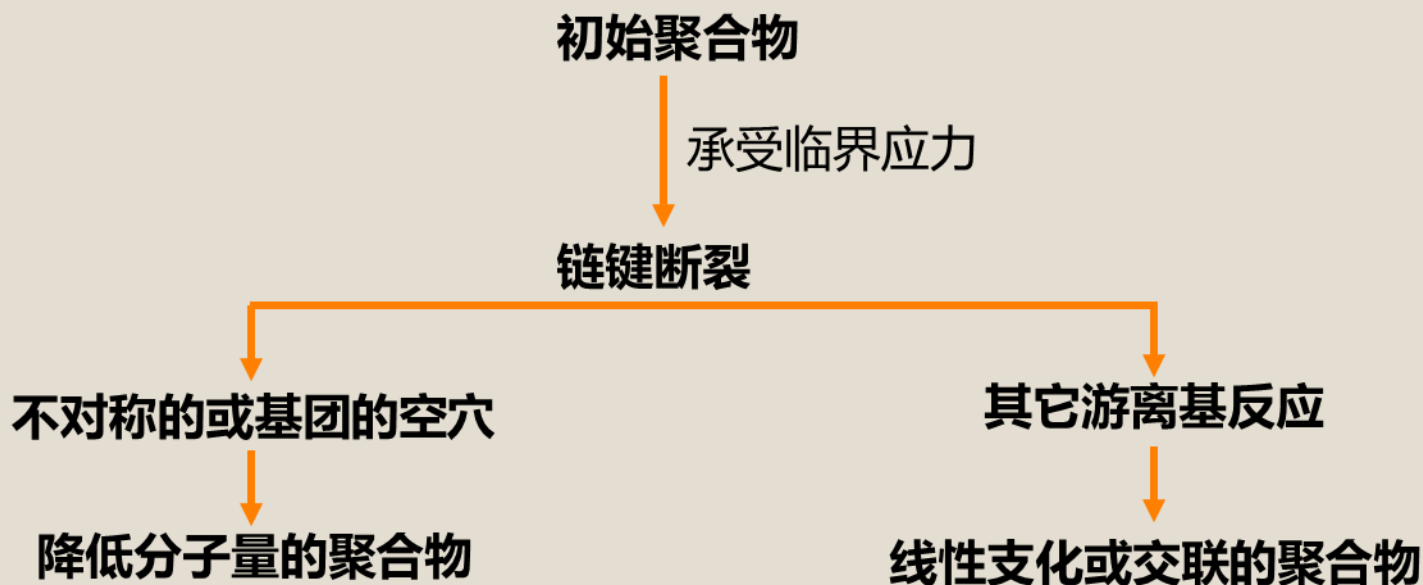 初始聚合物
承受临界应力
链键断裂
不对称的或基团的空穴
其它游离基反应
降低分子量的聚合物
线性支化或交联的聚合物